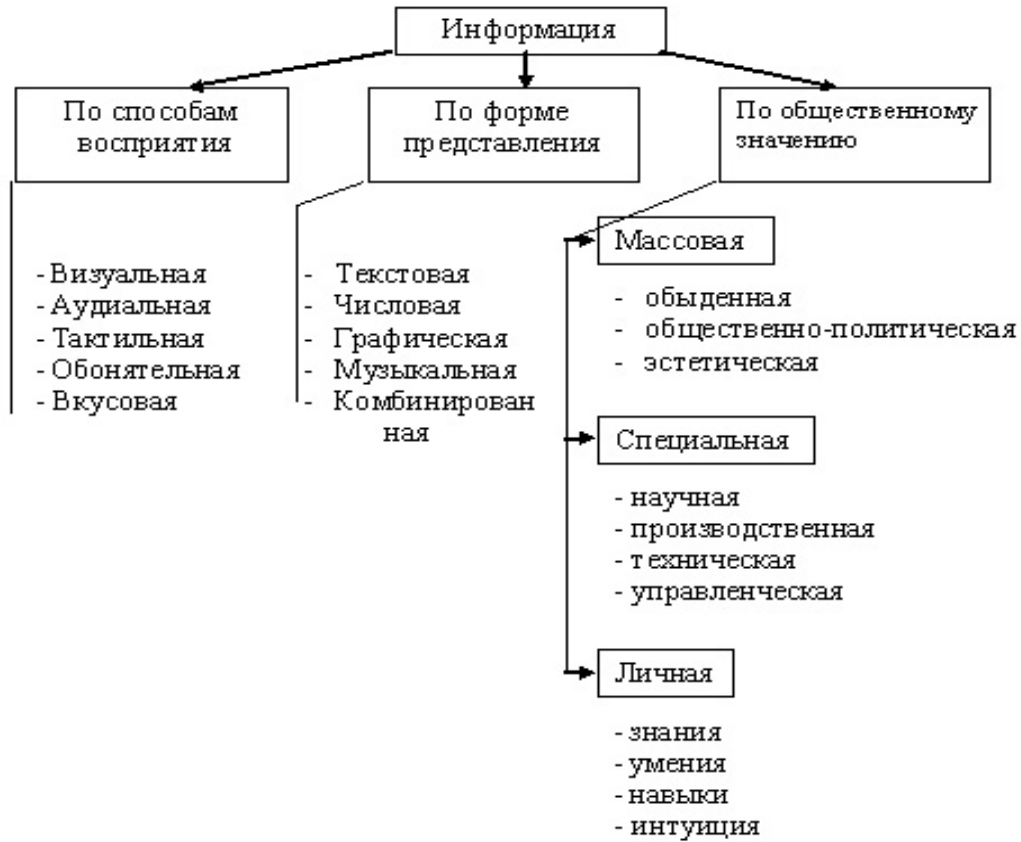 Информация
По способам
восприятия
По форме
представления
По общественному
значению
- Визуальная
- Аудиальная
- Тактильная
- Обонятельная
- Вкусовая
- Текстовая
- Числовая
- Графическая
- Музыкальная
- Комбинирован
ная
Массовая
- обыденная
- общественно-политическая
- эстетическая
Специальная
- научная
- производственная
- техническая
- управленческая
Личная
- знания
- умения
- навыки
- интуиция